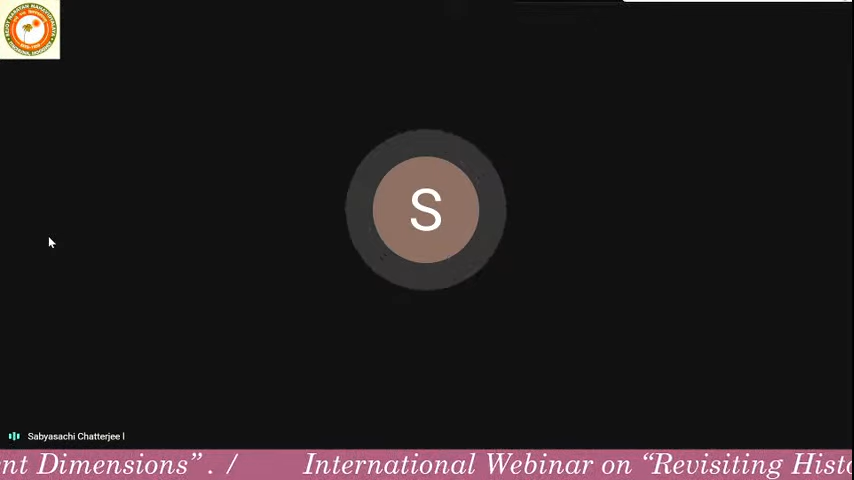 S
Sabyasachi Chatterjee l
nt Dimensions”. / International Webinar on “Revisiting Histo